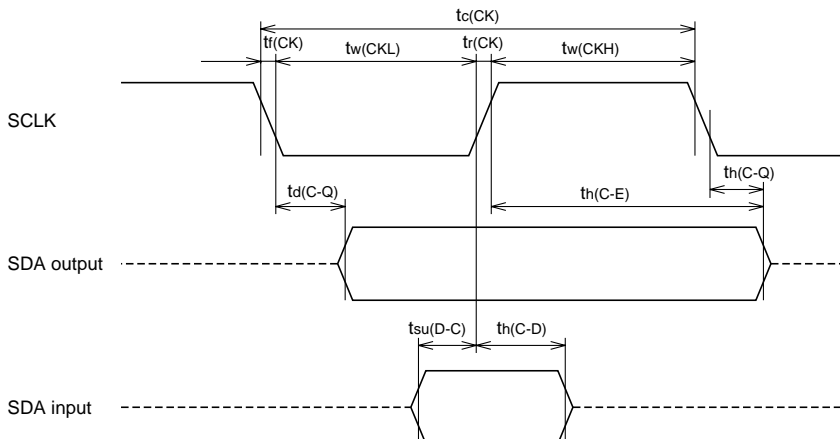 tc(CK)
tf(CK) tw(CKL) tr(CK) tw(CKH)
SCLK
td(C-Q) th(C-E) th(C-Q)
SDA output
tsu(D-C) th(C-D)
SDA input